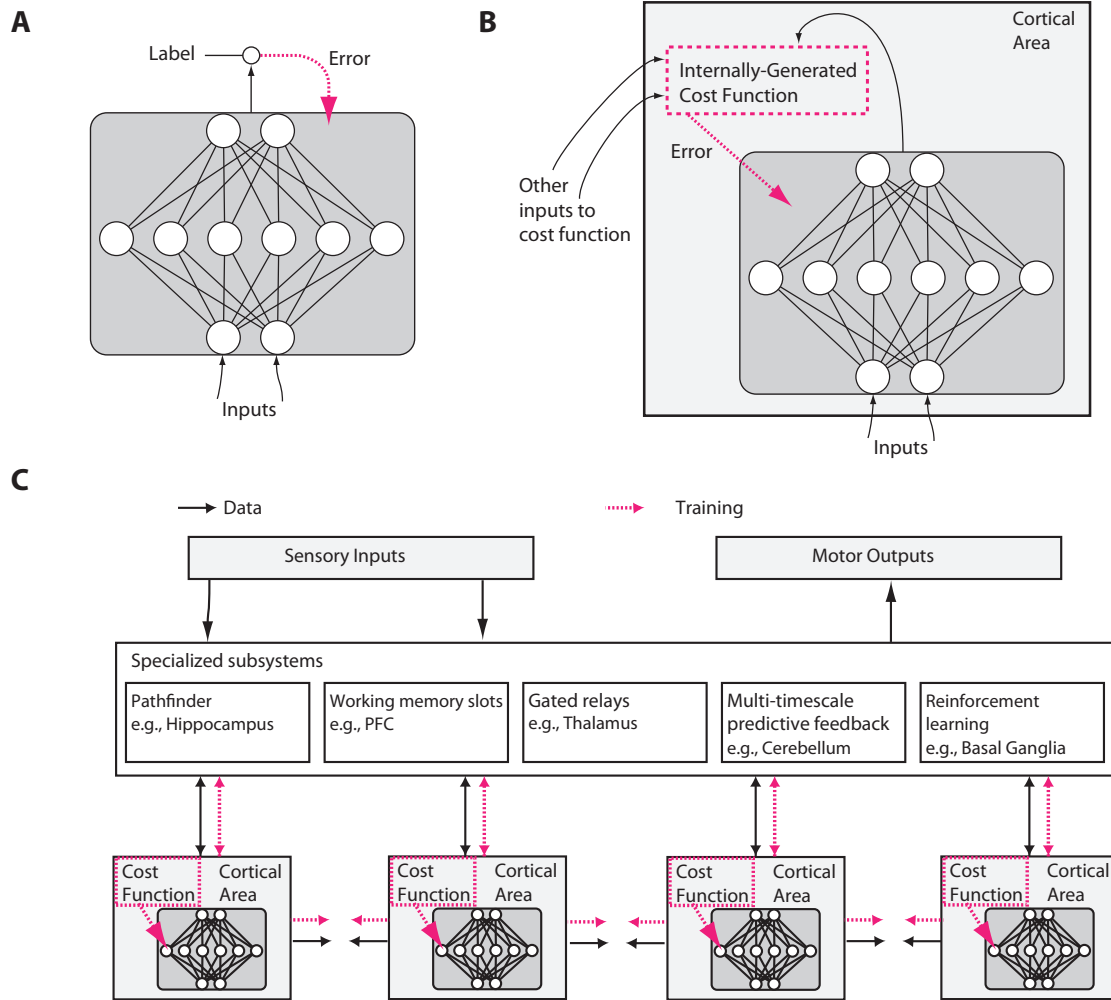 A
Label
Error
Inputs
B
Cortical
Area
Internally-Generated
Cost Function
Error
Other
inputs to
cost function
Inputs
C
Data
Training
Sensory Inputs
Motor Outputs
Specialized subsystems
Pathfinder
e.g., Hippocampus
Working memory slots
e.g., PFC
Gated relays
e.g., Thalamus
Multi-timescale
predictive feedback
e.g., Cerebellum
Reinforcement
learning
e.g., Basal Ganglia
Cost
Function
Cortical
Area
Cost
Function
Cortical
Area
Cost
Function
Cortical
Area
Cost
Function
Cortical
Area